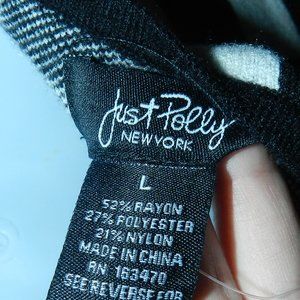 Just Polly
NEW YORK
L
52% RAYON
27% POLYESTER
21% NYLON
MADE IN CHINA
RN 163470
SEE REVERSE FOR